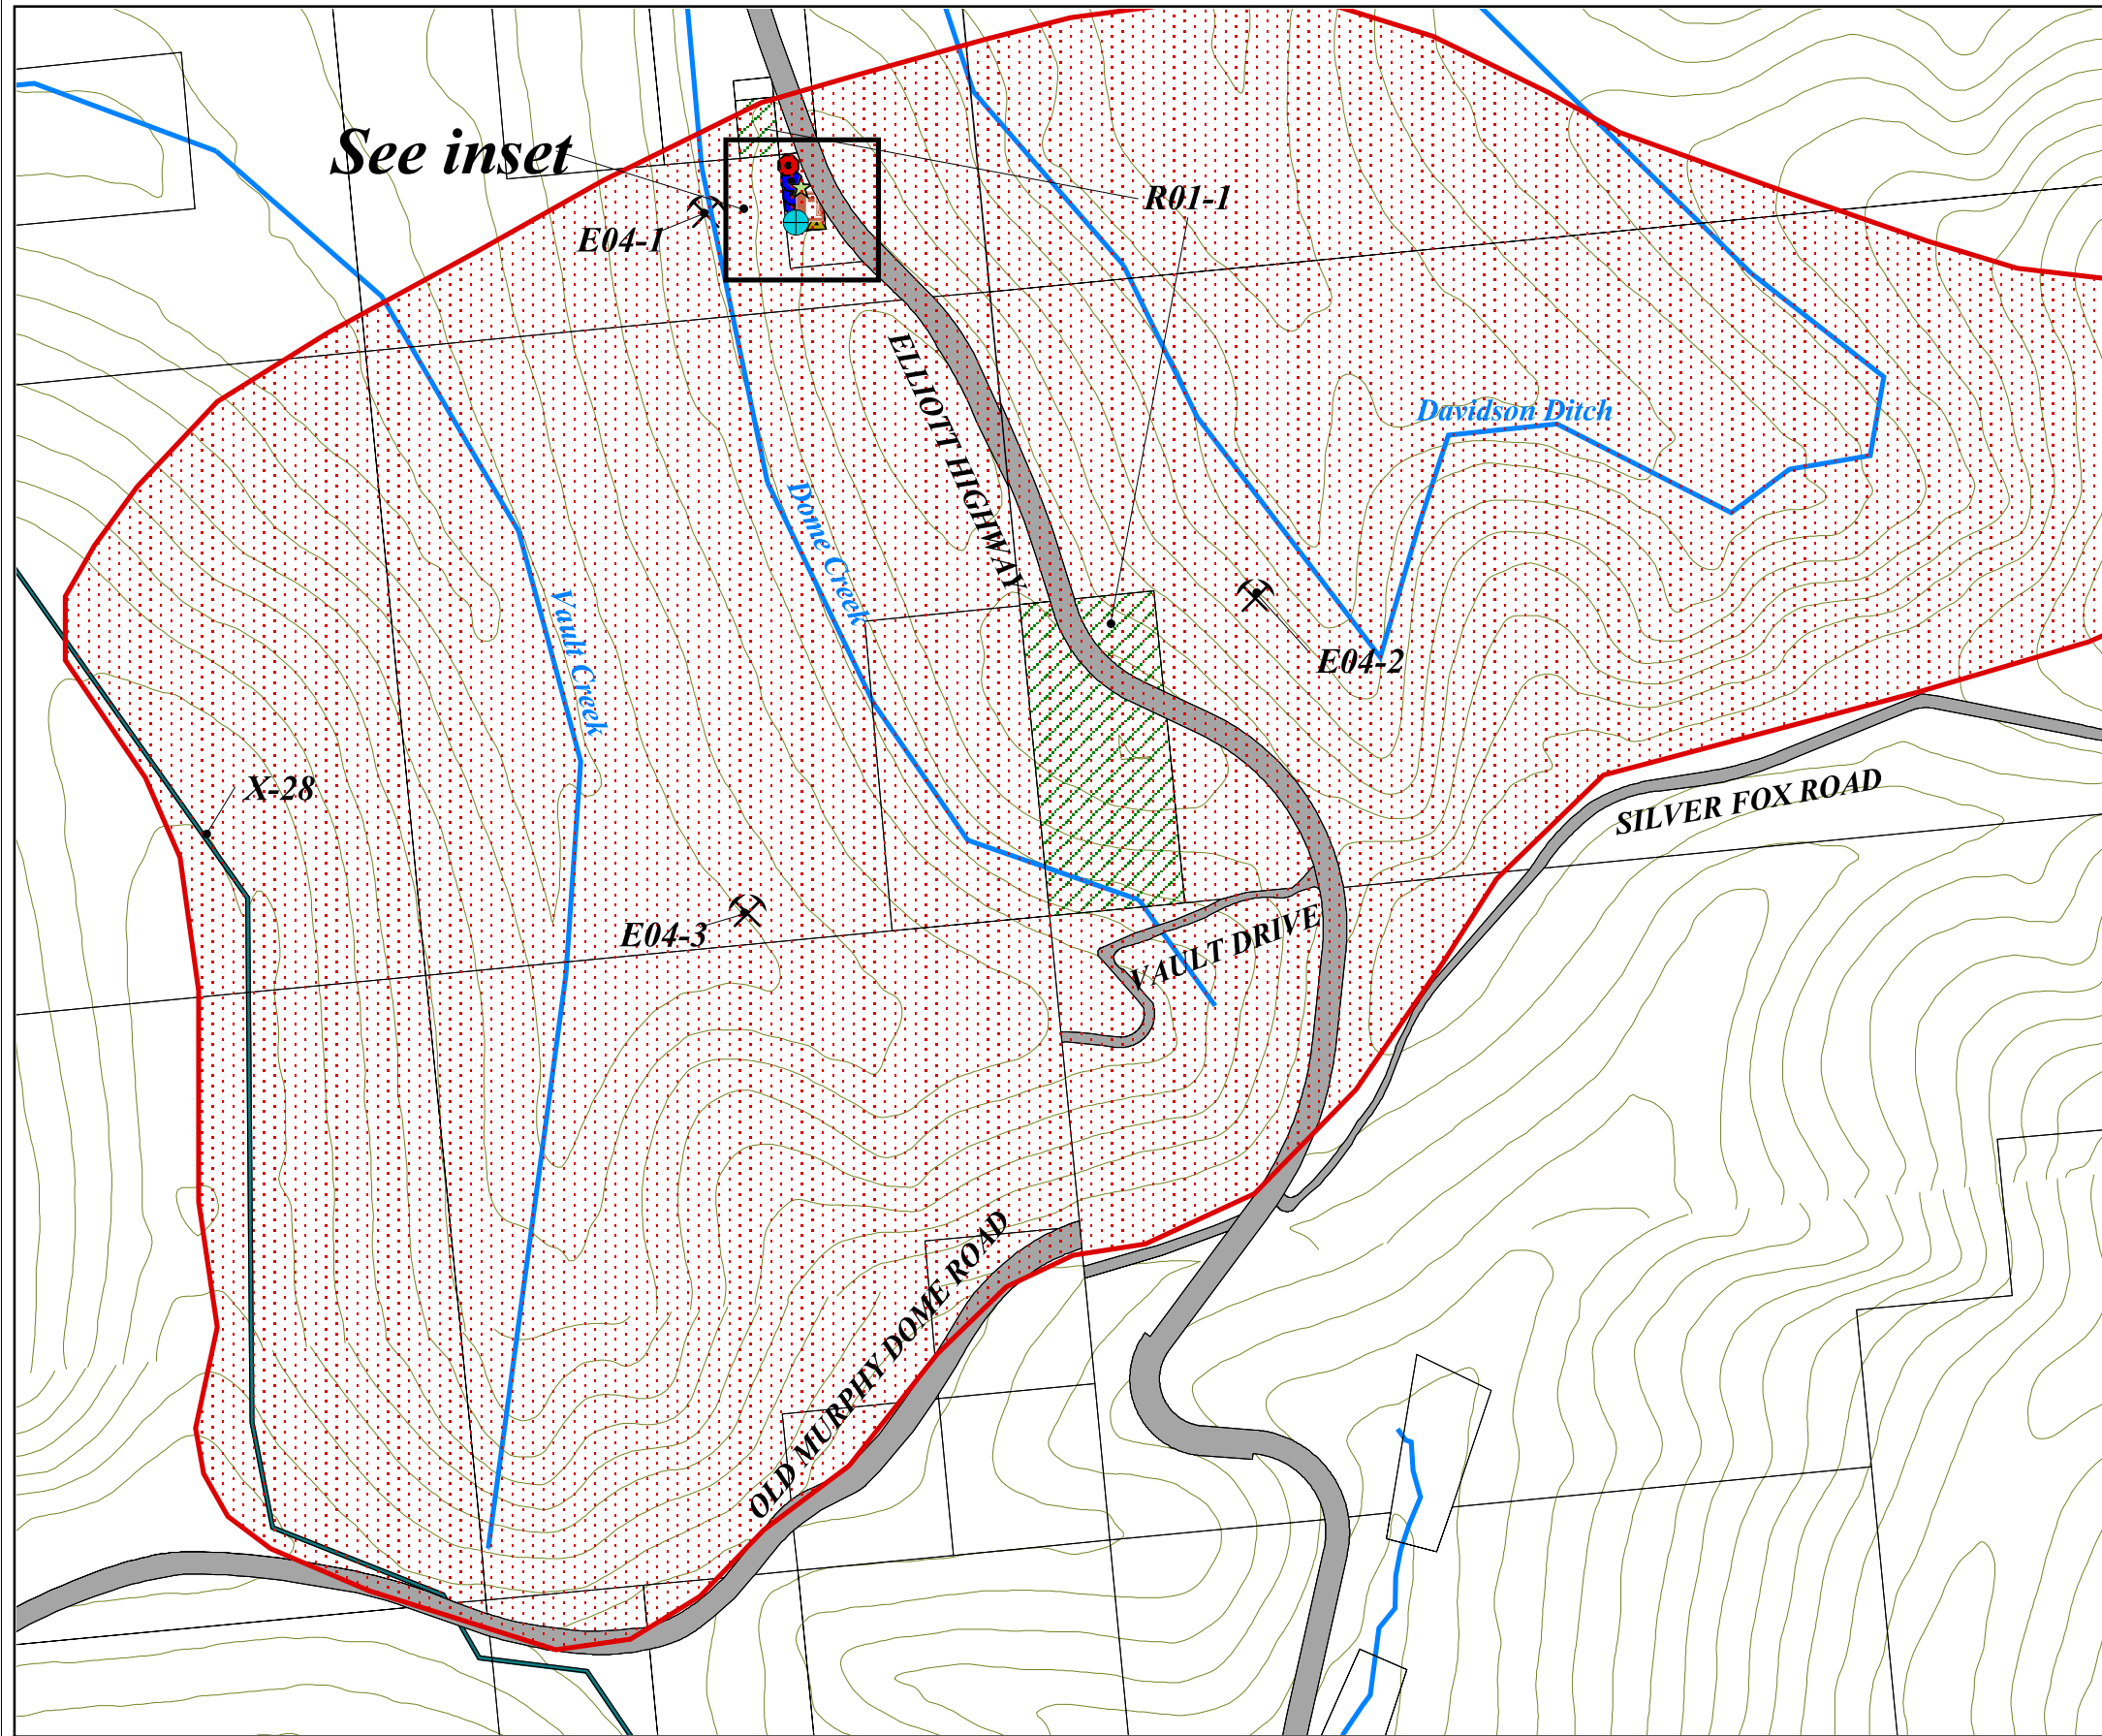 See inset
R01-1
E04-1
ELLIOTT HIGHWAY
Davidson Ditch
Dome Creek
Vault Creek
E04-2
X-28
SILVER FOX ROAD
E04-3
VAULT DRIVE
OLD MURPHY DOME ROAD